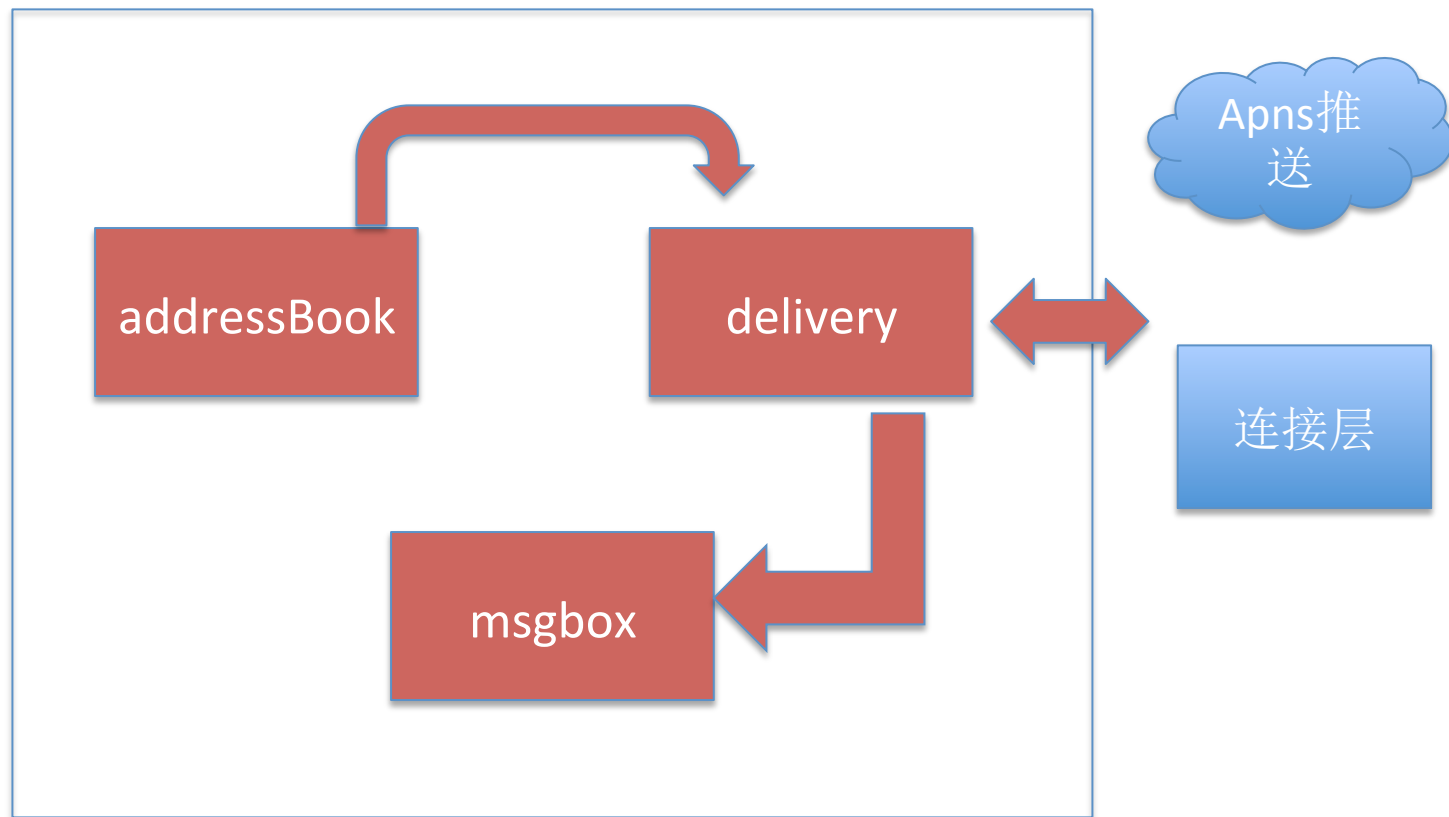 Apns推
送
addressBook
delivery
连接层
msgbox